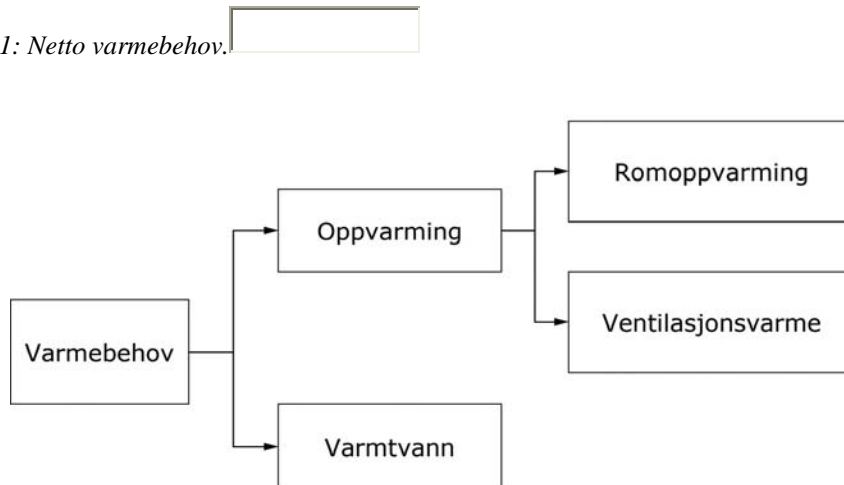 1: Netto varmebehov.
Romoppvarming
Oppvarming
Ventilasjonsvarme
Varmebehov
Varmtvann